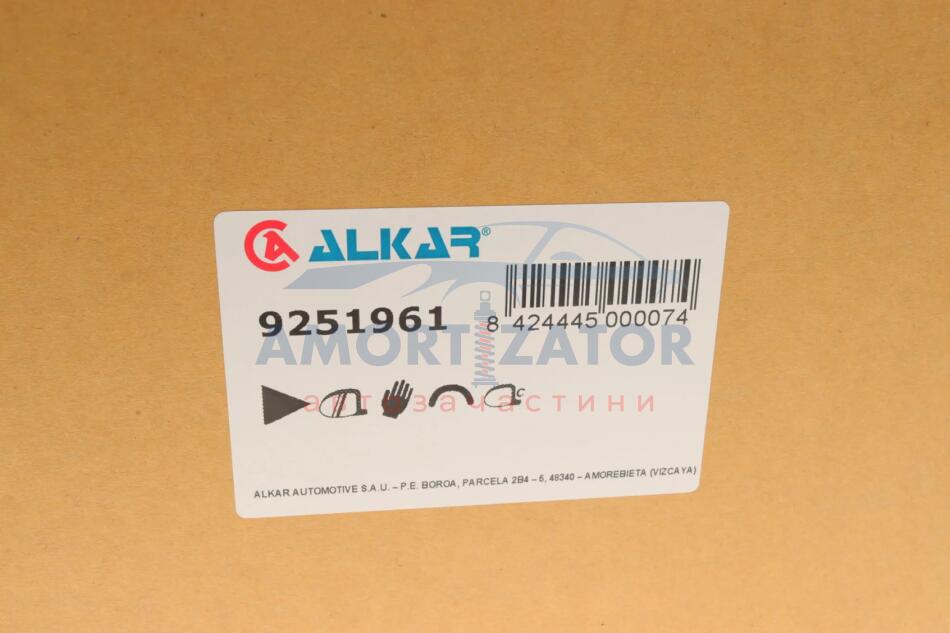 ALKAR®
9251961
8 424445 000074
AMORTIZATOR
автозапчастини
C
ALKAR AUTOMOTIVE S.A.U. – P.E. BOROA, PARCELA 2B4 – 5, 48340 – AMOREBIETA (VIZCAYA)